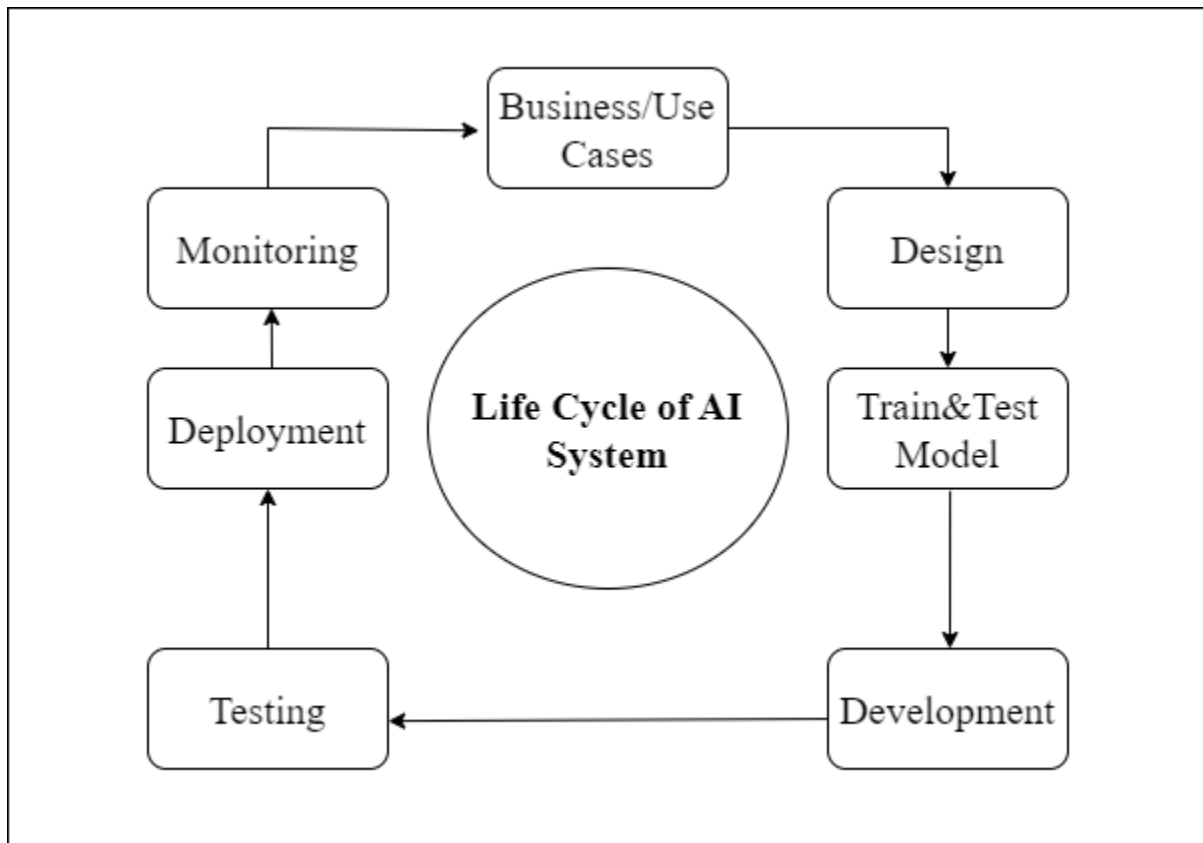 Business/Use
Cases
Monitoring
Design
Life Cycle of AI
System
Deployment
Train&Test
Model
Testing
Development